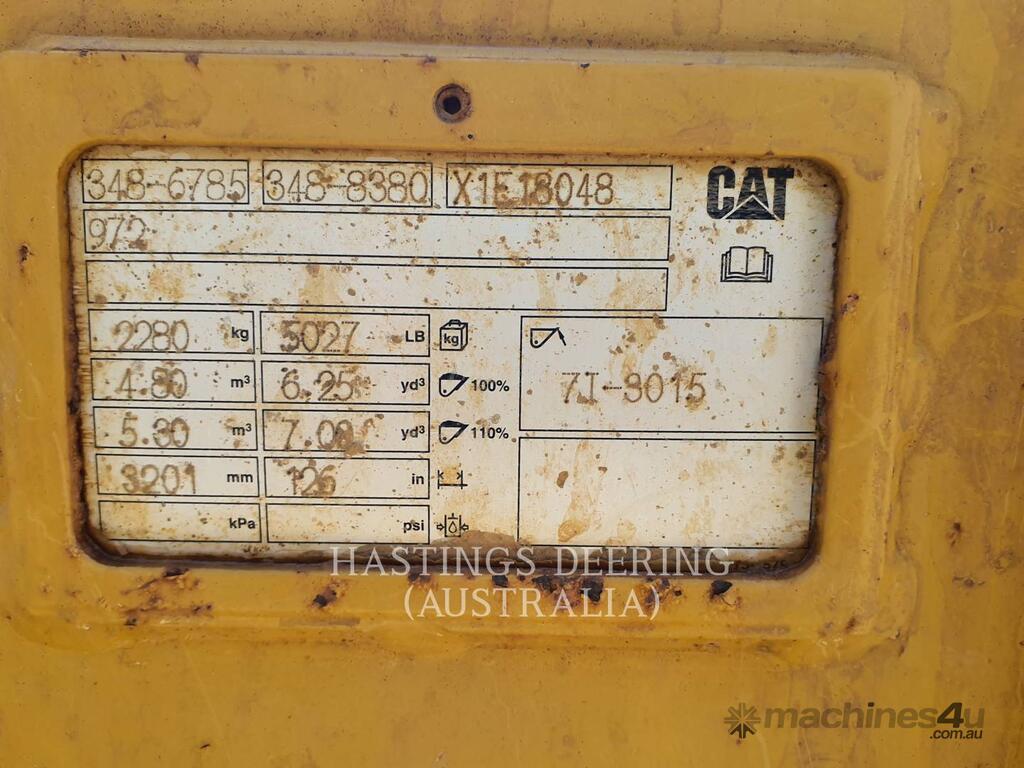 348-6785 348-8380 X1E18048 CAT
972
2280 kg 5027 LB kg
4.80 m³ 6.25 yd³ 100% 7I-3015
5.30 m³ 7.00 yd³ 110%
3201 mm 126 in
kPa psi
HASTINGS DEERING
(AUSTRALIA)
machines4u
.com.au